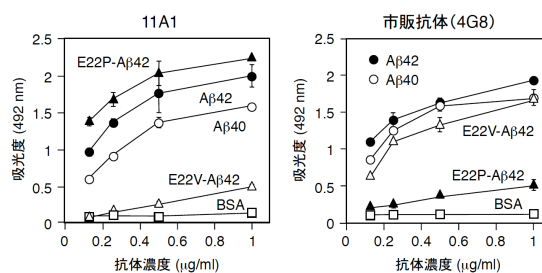 11A1
2.5
2
1.5
1
0.5
0
吸光度 (492 nm)
E22P-Aβ42
Aβ42
Aβ40
E22V-Aβ42
BSA
0 0.2 0.4 0.6 0.8 1
抗体濃度 (μg/ml)
市販抗体(4G8)
2.5
2
1.5
1
0.5
0
吸光度 (492 nm)
Aβ42
Aβ40
E22V-Aβ42
E22P-Aβ42
BSA
0 0.2 0.4 0.6 0.8 1
抗体濃度 (μg/ml)